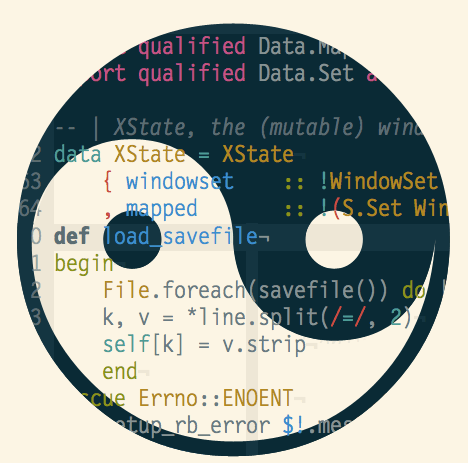 qualified Data.Map
ort qualified Data.Set a
-- | XState, the (mutable) wind
2 data XState = XState¬
63 { windowset :: !WindowSet
64 , mapped :: !(S.Set Win
0 def load_savefile¬
1 begin¬
2 File.foreach(savefile()) do
3 k, v = *line.split(/=/, 2)
self[k] = v.strip¬
end¬
scue Errno::ENOENT¬
etup_rb_error $!.mes